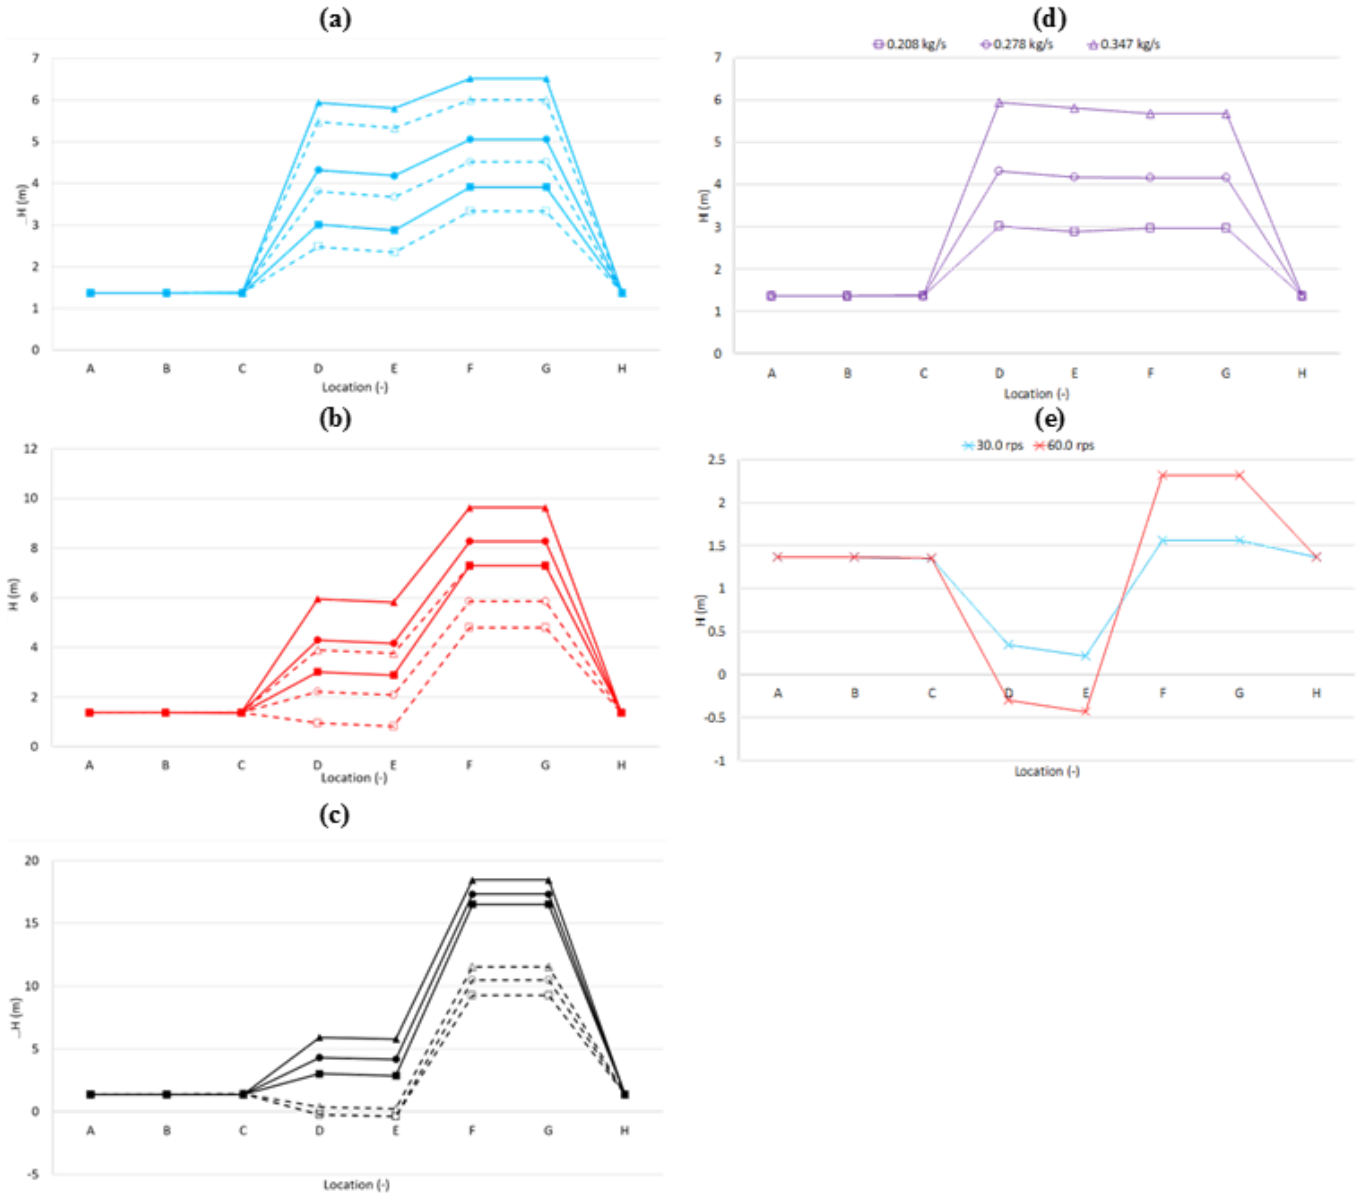 (a)
7
6
5
4
3
2
1
0
_H (m)
A B C D E F G H
Location (-)
(b)
12
10
8
6
4
2
0
H (m)
A B C D E F G H
Location (-)
(c)
20
15
10
5
0
-5
_H (m)
A B C D E F G H
Location (-)
(d)
0.208 kg/s 0.278 kg/s 0.347 kg/s
7
6
5
4
3
2
1
0
H (m)
A B C D E F G H
Location (-)
(e)
30.0 rps 60.0 rps
2.5
2
1.5
1
0.5
0
-0.5
-1
H (m)
A B C D E F G H
Location (-)